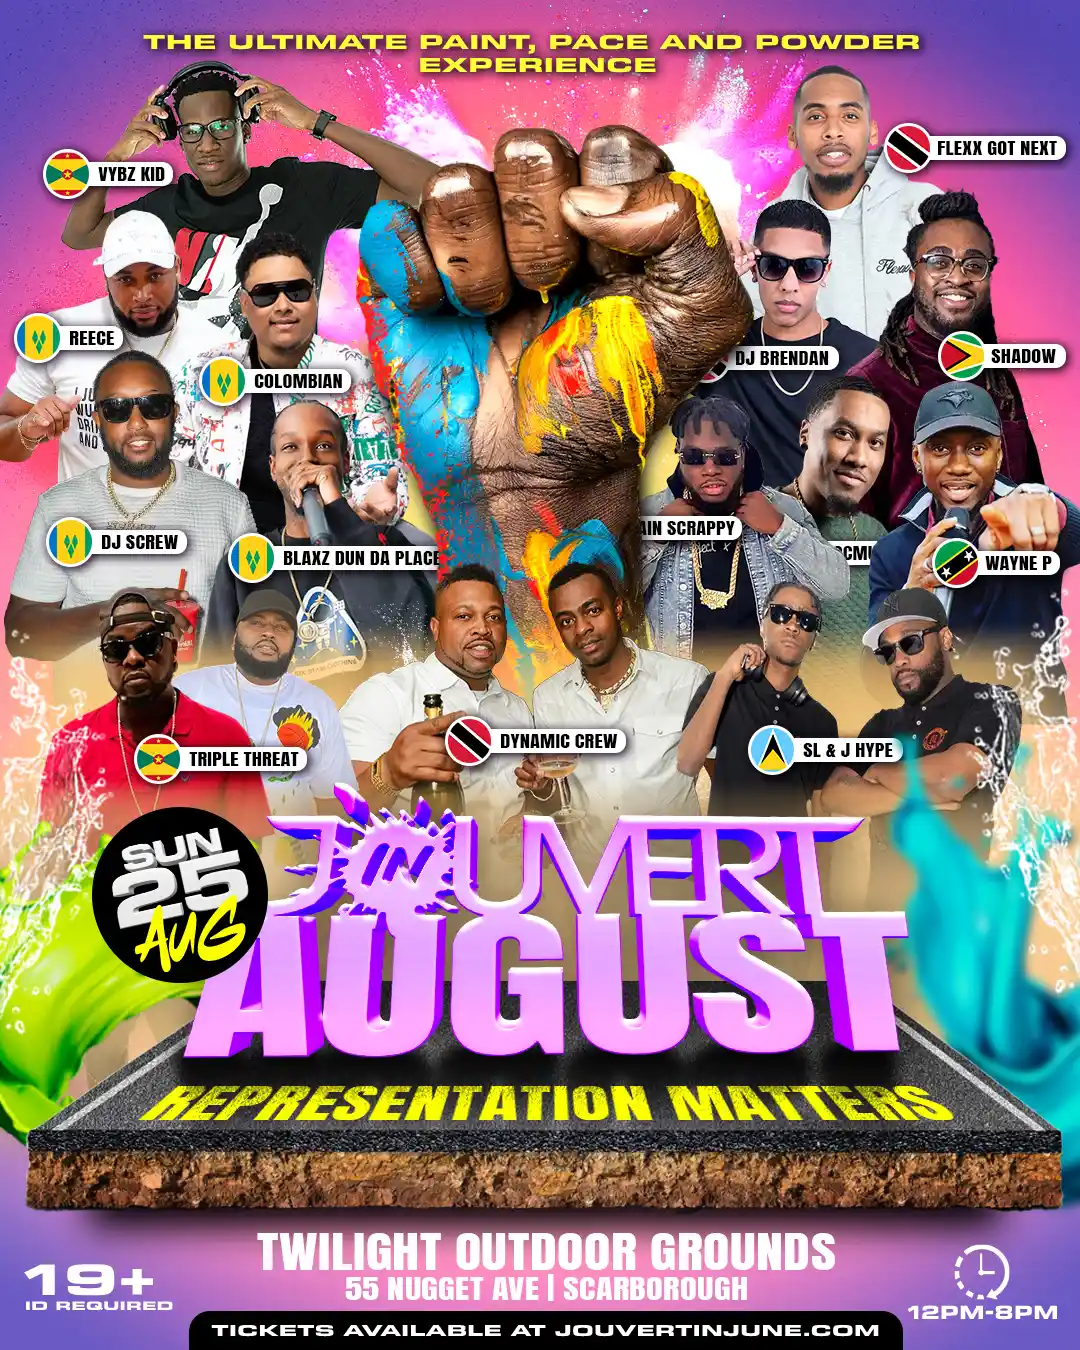 THE ULTIMATE PAINT, PACE AND POWDER
EXPERIENCE
VYBZ KID
FLEXX GOT NEXT
REECE
COLOMBIAN
DJ BRENDAN
SHADOW
DJ SCREW
BLAXZ DUN DA PLACE
AIN SCRAPPY
WAYNE P
TRIPLE THREAT
DYNAMIC CREW
SL & J HYPE
SUN
25
AUG
JOUVERT
IN
AUGUST
REPRESENTATION MATTERS
TWILIGHT OUTDOOR GROUNDS
55 NUGGET AVE | SCARBOROUGH
19+
ID REQUIRED
12PM-8PM
TICKETS AVAILABLE AT JOUVERTINJUNE.COM